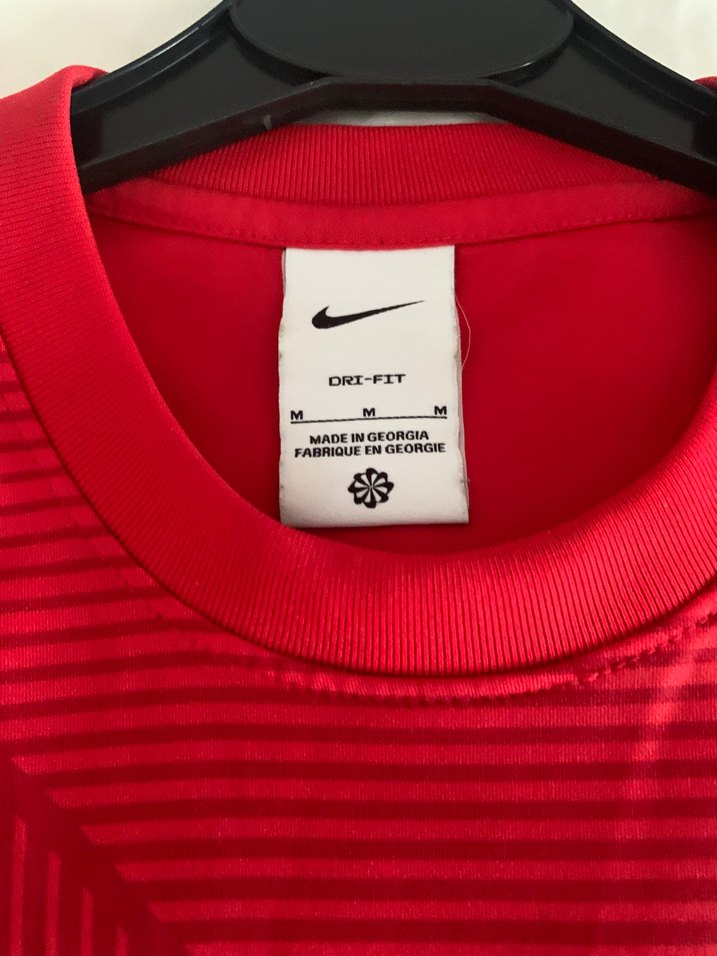 DRI-FIT
M M M
MADE IN GEORGIA
FABRIQUE EN GEORGIE